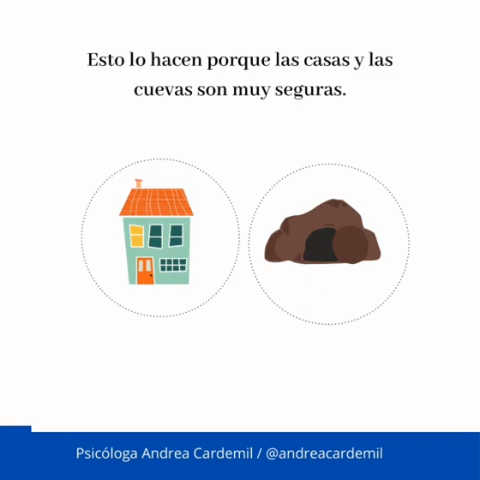 Esto lo hacen porque las casas y las
cuevas son muy seguras.
Psicóloga Andrea Cardemil / @andreacardemil